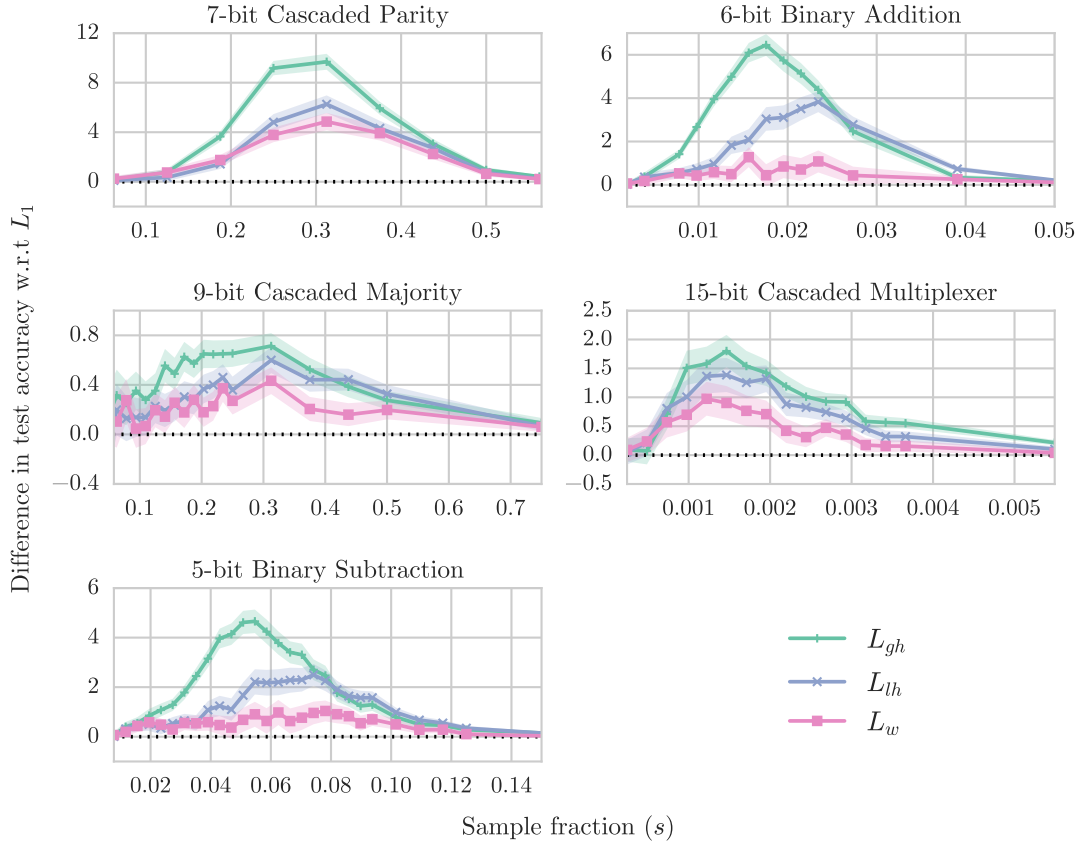 7-bit Cascaded Parity
12
8
4
0
0.1 0.2 0.3 0.4 0.5
6-bit Binary Addition
6
4
2
0
0.01 0.02 0.03 0.04 0.05
Difference in test accuracy w.r.t L_1
9-bit Cascaded Majority
0.8
0.4
0.0
−0.4
0.1 0.2 0.3 0.4 0.5 0.6 0.7
15-bit Cascaded Multiplexer
2.5
2.0
1.5
1.0
0.5
0.0
−0.5
0.001 0.002 0.003 0.004 0.005
5-bit Binary Subtraction
6
4
2
0
0.02 0.04 0.06 0.08 0.10 0.12 0.14
L_{gh}
L_{lh}
L_w
Sample fraction (s)